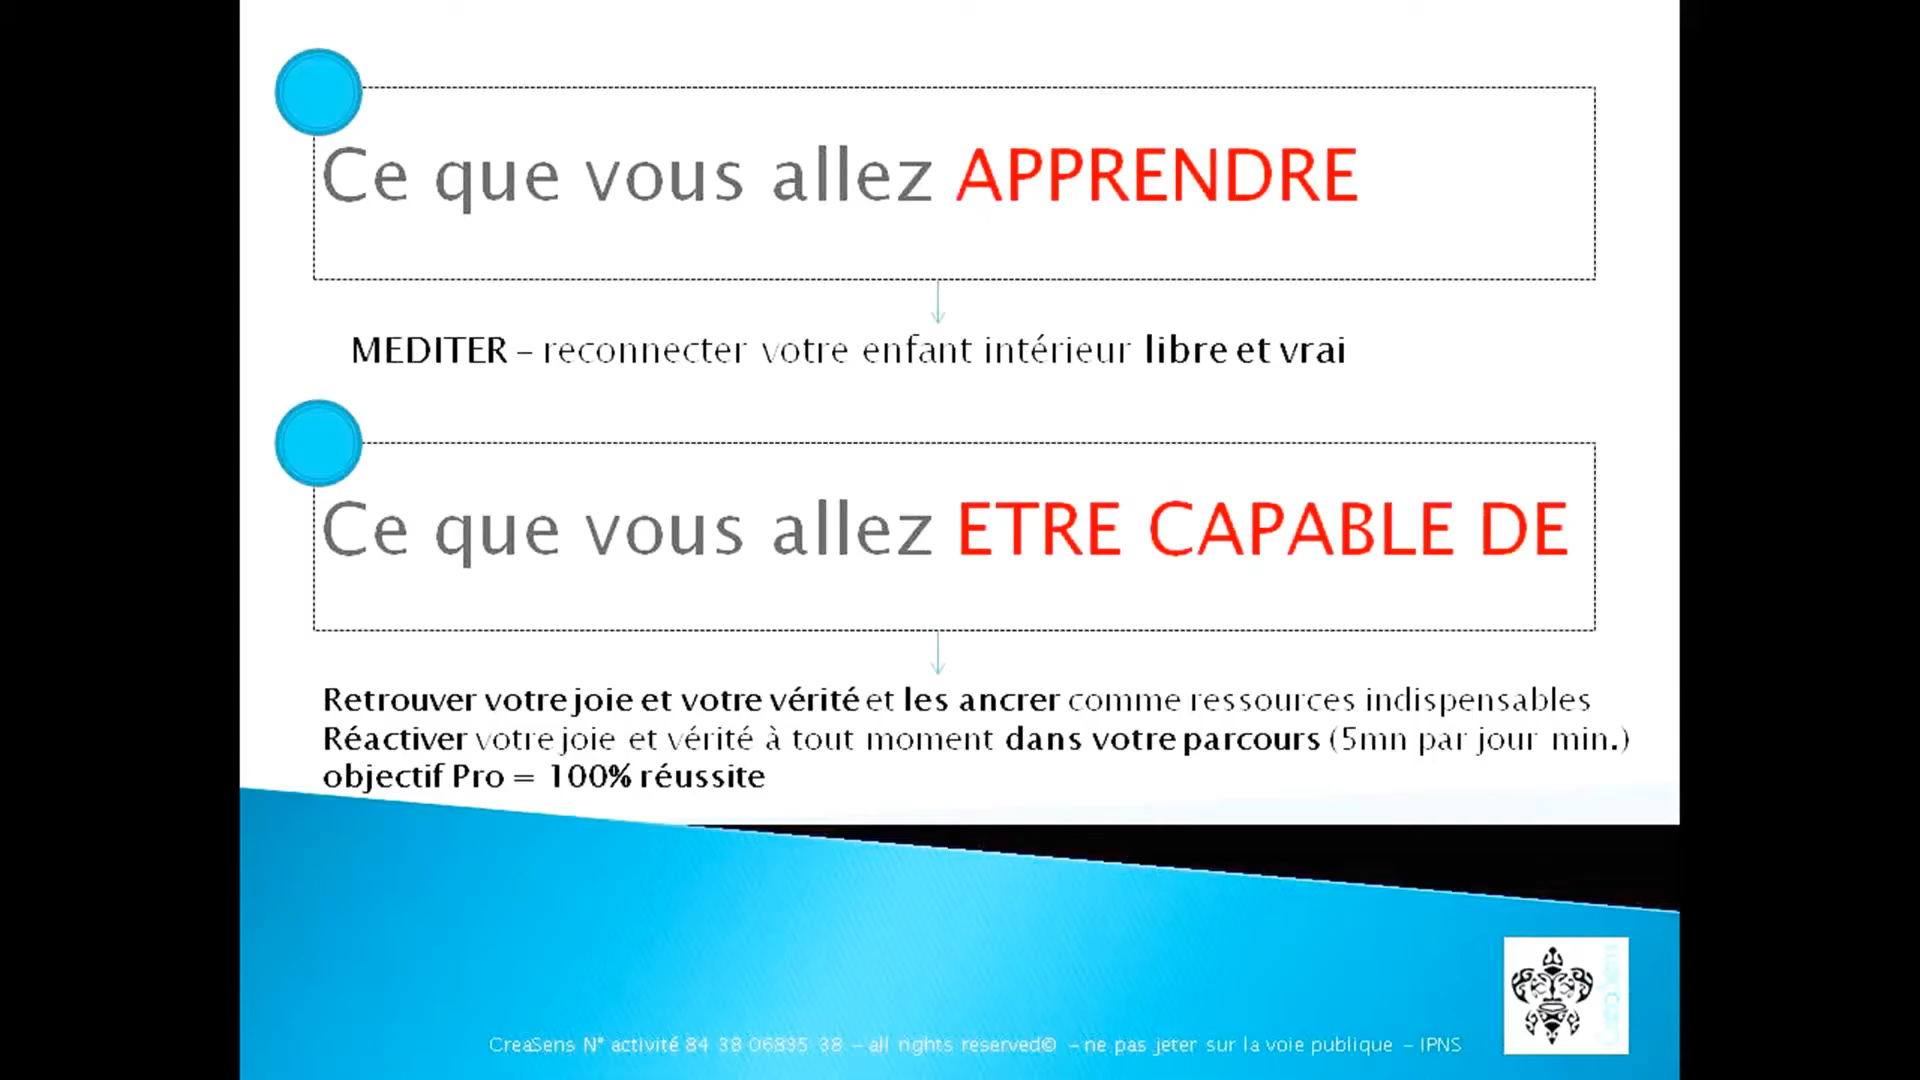 Ce que vous allez APPRENDRE
MEDITER – reconnecter votre enfant intérieur libre et vrai
Ce que vous allez ETRE CAPABLE DE
Retrouver votre joie et votre vérité et les ancrer comme ressources indispensables
Réactiver votre joie et vérité à tout moment dans votre parcours (5mn par jour min.)
objectif Pro = 100% réussite
CreaSens
CreaSens N° activité 84 38 06835 38 – all rights reserved© – ne pas jeter sur la voie publique – IPNS